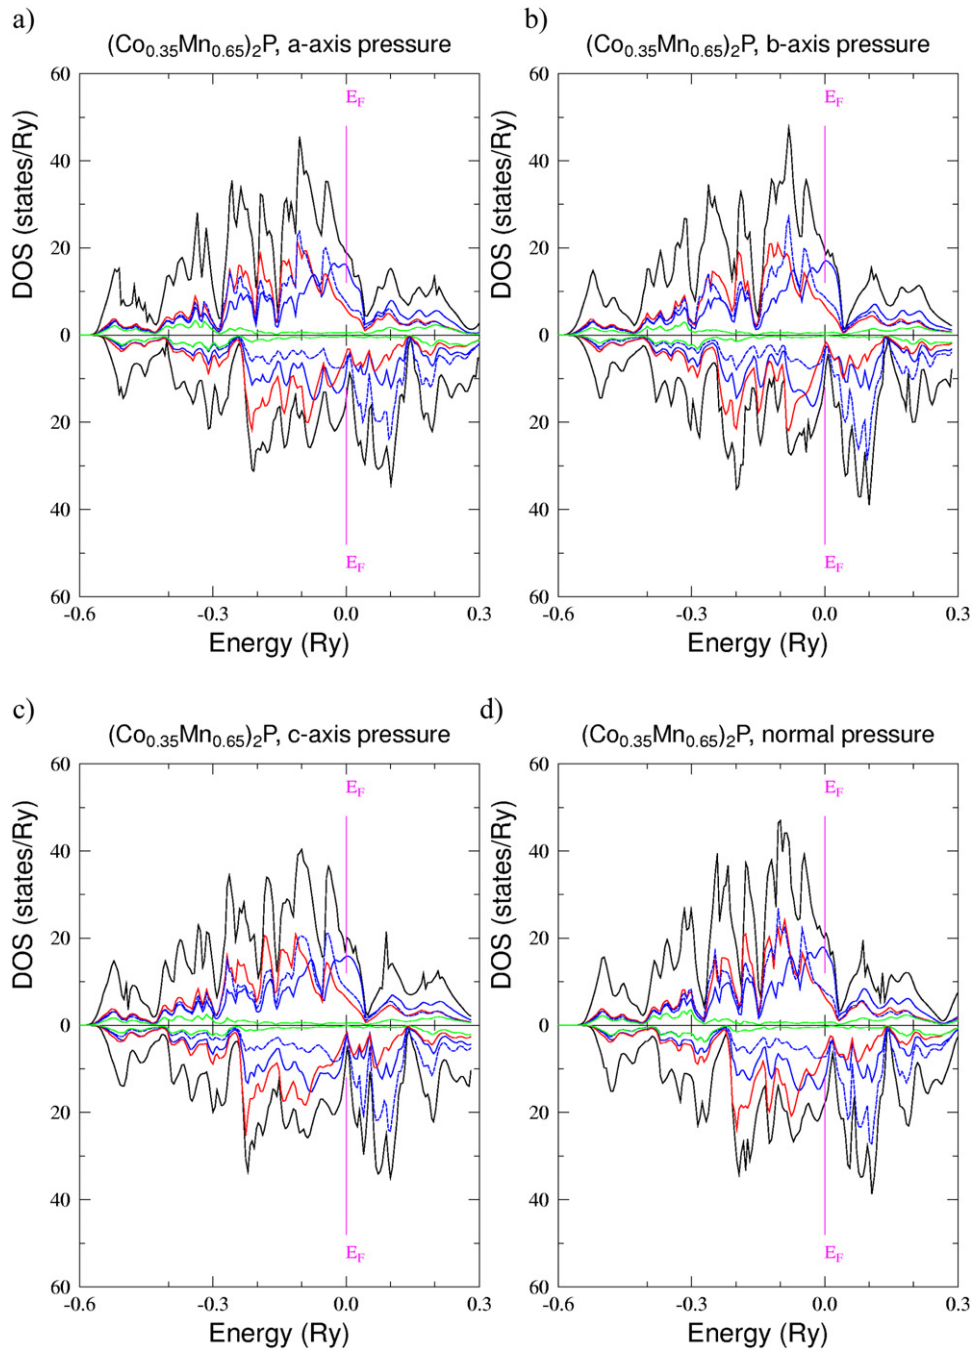 a)
(Co0.35Mn0.65)2P, a-axis pressure
60
40
20
0
20
40
60
DOS (states/Ry)
EF
EF
-0.6 -0.3 0.0 0.3
Energy (Ry)
b)
(Co0.35Mn0.65)2P, b-axis pressure
60
40
20
0
20
40
60
DOS (states/Ry)
EF
EF
-0.6 -0.3 0.0 0.3
Energy (Ry)
c)
(Co0.35Mn0.65)2P, c-axis pressure
60
40
20
0
20
40
60
DOS (states/Ry)
EF
EF
-0.6 -0.3 0.0 0.3
Energy (Ry)
d)
(Co0.35Mn0.65)2P, normal pressure
60
40
20
0
20
40
60
DOS (states/Ry)
EF
EF
-0.6 -0.3 0.0 0.3
Energy (Ry)